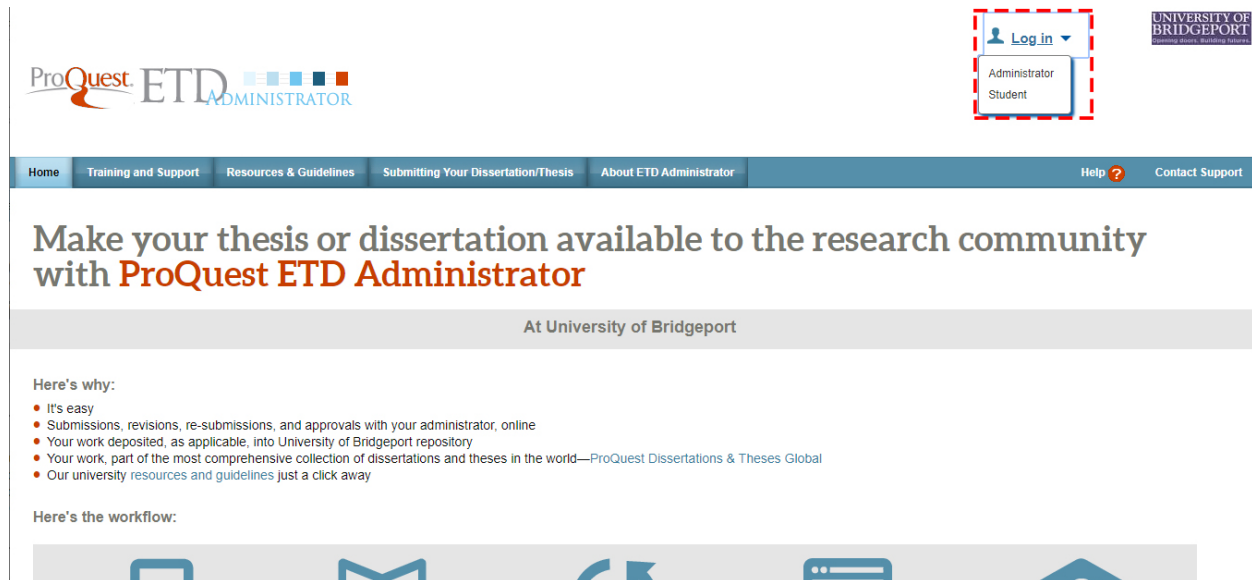 Log in
UNIVERSITY OF
BRIDGEPORT
Opening doors. Building futures.
Administrator
Student
ProQuest ETD ADMINISTRATOR
Home Training and Support Resources & Guidelines Submitting Your Dissertation/Thesis About ETD Administrator Help ? Contact Support
Make your thesis or dissertation available to the research community
with ProQuest ETD Administrator
At University of Bridgeport
Here's why:
It's easy
Submissions, revisions, re-submissions, and approvals with your administrator, online
Your work deposited, as applicable, into University of Bridgeport repository
Your work, part of the most comprehensive collection of dissertations and theses in the world—ProQuest Dissertations & Theses Global
Our university resources and guidelines just a click away
Here's the workflow: